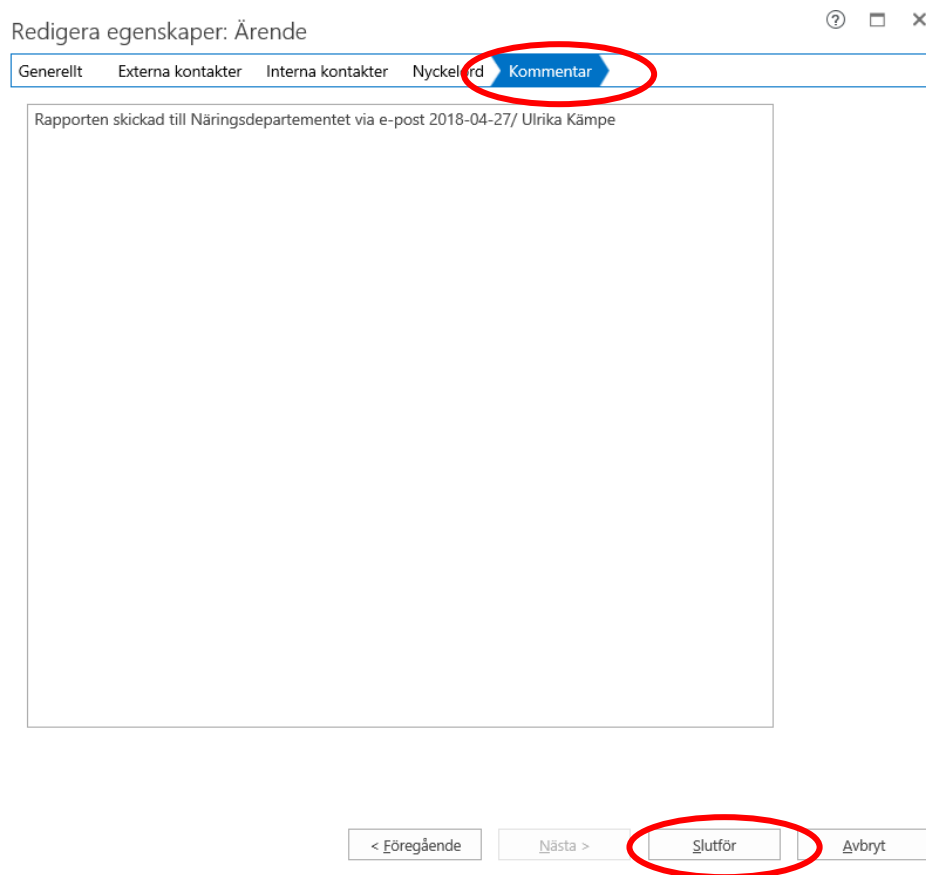 Redigera egenskaper: Ärende
Generellt Externa kontakter Interna kontakter Nyckelord Kommentar
Rapporten skickad till Näringsdepartementet via e-post 2018-04-27/ Ulrika Kämpe
< Föregående Nästa > Slutför Avbryt